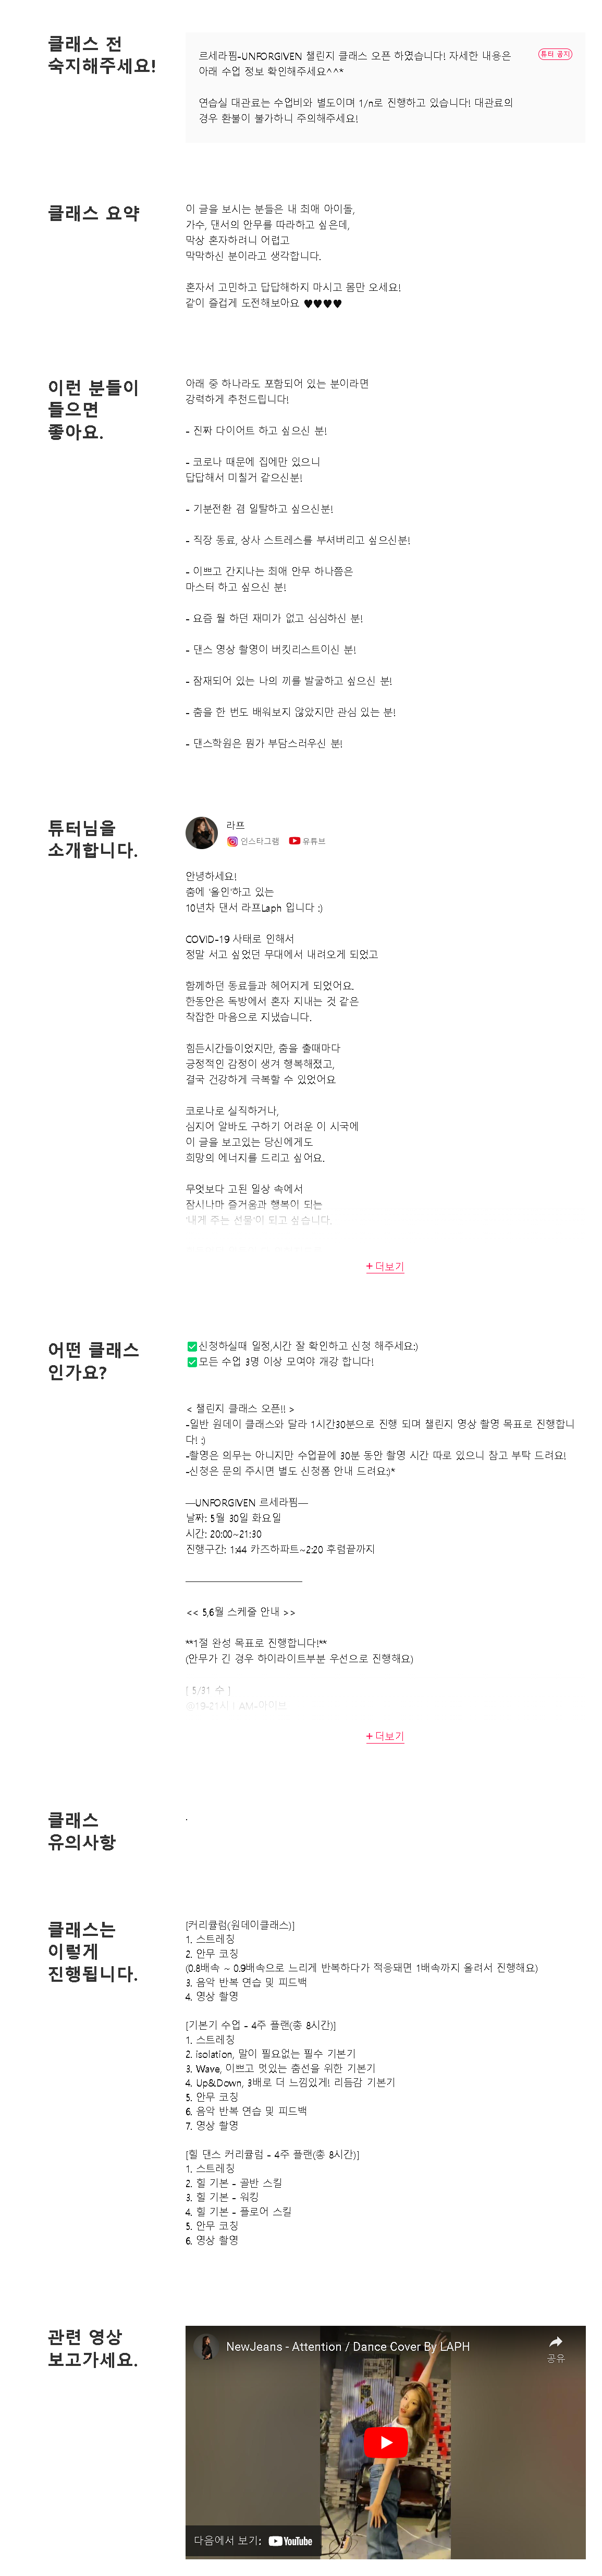 클래스 전
숙지해주세요!
르세라핌-UNFORGIVEN 챌린지 클래스 오픈 하였습니다! 자세한 내용은
아래 수업 정보 확인해주세요^^*
튜터 공지
연습실 대관료는 수업비와 별도이며 1/n로 진행하고 있습니다! 대관료의
경우 환불이 불가하니 주의해주세요!
클래스 요약
이 글을 보시는 분들은 내 최애 아이돌,
가수, 댄서의 안무를 따라하고 싶은데,
막상 혼자하려니 어렵고
막막하신 분이라고 생각합니다.
혼자서 고민하고 답답해하지 마시고 몸만 오세요!
같이 즐겁게 도전해보아요 ♥♥♥♥
이런 분들이
들으면
좋아요.
아래 중 하나라도 포함되어 있는 분이라면
강력하게 추천드립니다!
- 진짜 다이어트 하고 싶으신 분!
- 코로나 때문에 집에만 있으니
답답해서 미칠거 같으신분!
- 기분전환 겸 일탈하고 싶으신분!
- 직장 동료, 상사 스트레스를 부셔버리고 싶으신분!
- 이쁘고 간지나는 최애 안무 하나쯤은
마스터 하고 싶으신 분!
- 요즘 뭘 하던 재미가 없고 심심하신 분!
- 댄스 영상 촬영이 버킷리스트이신 분!
- 잠재되어 있는 나의 끼를 발굴하고 싶으신 분!
- 춤을 한 번도 배워보지 않았지만 관심 있는 분!
- 댄스학원은 뭔가 부담스러우신 분!
튜터님을
소개합니다.
라프
인스타그램 유튜브
안녕하세요!
춤에 '올인'하고 있는
10년차 댄서 라프Laph 입니다 :)
COVID-19 사태로 인해서
정말 서고 싶었던 무대에서 내려오게 되었고
함께하던 동료들과 헤어지게 되었어요.
한동안은 독방에서 혼자 지내는 것 같은
착잡한 마음으로 지냈습니다.
힘든시간들이었지만, 춤을 출때마다
긍정적인 감정이 생겨 행복해졌고,
결국 건강하게 극복할 수 있었어요
코로나로 실직하거나,
심지어 알바도 구하기 어려운 이 시국에
이 글을 보고있는 당신에게도
희망의 에너지를 드리고 싶어요.
무엇보다 고된 일상 속에서
잠시나마 즐거움과 행복이 되는
'내게 주는 선물'이 되고 싶습니다.
+ 더보기
어떤 클래스
인가요?
✅신청하실때 일정,시간 잘 확인하고 신청 해주세요:)
✅모든 수업 3명 이상 모여야 개강 합니다!
< 챌린지 클래스 오픈!! >
-일반 원데이 클래스와 달라 1시간30분으로 진행 되며 챌린지 영상 촬영 목표로 진행합니
다! :)
-촬영은 의무는 아니지만 수업끝에 30분 동안 촬영 시간 따로 있으니 참고 부탁 드려요!
-신청은 문의 주시면 별도 신청폼 안내 드려요:)*
—UNFORGIVEN 르세라핌—
날짜: 5월 30일 화요일
시간: 20:00~21:30
진행구간: 1:44 카즈하파트~2:20 후렴끝까지
————————————
<< 5,6월 스케줄 안내 >>
**1절 완성 목표로 진행합니다!**
(안무가 긴 경우 하이라이트부분 우선으로 진행해요)
[ 5/31 수 ]
@19-21시 I AM-아이브
+ 더보기
클래스
유의사항
.
클래스는
이렇게
진행됩니다.
[커리큘럼(원데이클래스)]
1. 스트레칭
2. 안무 코칭
(0.8배속 ~ 0.9배속으로 느리게 반복하다가 적응돼면 1배속까지 올려서 진행해요)
3. 음악 반복 연습 및 피드백
4. 영상 촬영
[기본기 수업 - 4주 플랜(총 8시간)]
1. 스트레칭
2. isolation, 말이 필요없는 필수 기본기
3. Wave, 이쁘고 멋있는 춤선을 위한 기본기
4. Up&Down, 3배로 더 느낌있게! 리듬감 기본기
5. 안무 코칭
6. 음악 반복 연습 및 피드백
7. 영상 촬영
[힐 댄스 커리큘럼 - 4주 플랜(총 8시간)]
1. 스트레칭
2. 힐 기본 - 골반 스킬
3. 힐 기본 - 워킹
4. 힐 기본 - 플로어 스킬
5. 안무 코칭
6. 영상 촬영
관련 영상
보고가세요.
NewJeans - Attention / Dance Cover By LAPH
공유
다음에서 보기: YouTube